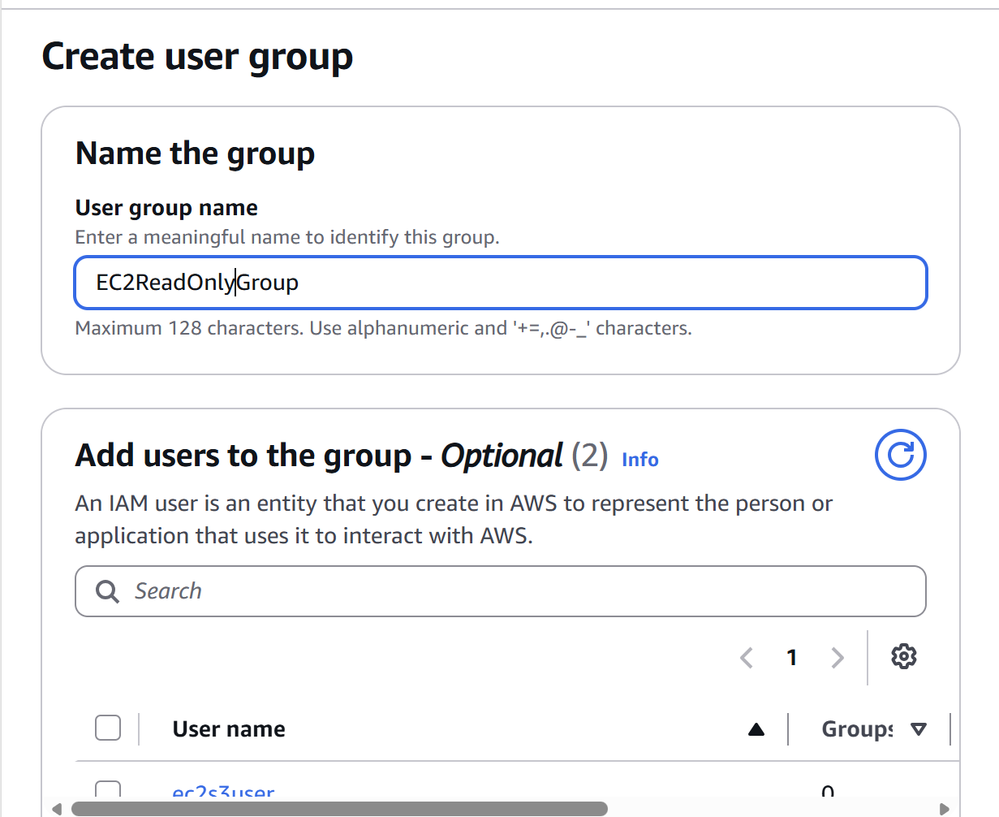 Create user group
Name the group
User group name
Enter a meaningful name to identify this group.
EC2ReadOnlyGroup
Maximum 128 characters. Use alphanumeric and '+=,.@-_' characters.
Add users to the group - Optional (2) Info
An IAM user is an entity that you create in AWS to represent the person or
application that uses it to interact with AWS.
Search
1
User name Groups
ec2s3user 0